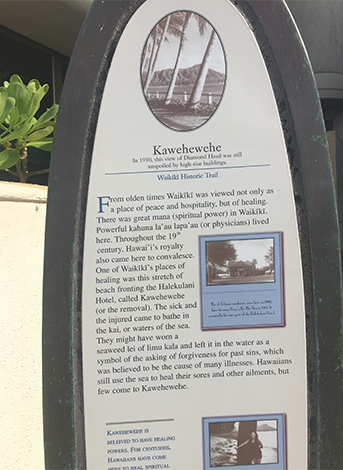 Kawehewehe
In 1930, this view of Diamond Head was still
unspoiled by high-rise buildings.
Waikīkī Historic Trail
From olden times Waikīkī was viewed not only as
a place of peace and hospitality, but of healing.
There was great mana (spiritual power) in Waikīkī.
Powerful kahuna la'au lapa'au (or physicians) lived
here. Throughout the 19th
century, Hawai'i's royalty
also came here to convalesce.
One of Waikīkī's places of
healing was this stretch of
beach fronting the Halekulani
Hotel, called Kawehewehe
(or the removal). The sick and
the injured came to bathe in
the kai, or waters of the sea.
They might have worn a
seaweed lei of limu kala and left it in the water as a
symbol of the asking of forgiveness for past sins, which
was believed to be the cause of many illnesses. Hawaiians
still use the sea to heal their sores and other ailments, but
few come to Kawehewehe.
Kawehewehe is
believed to have healing
powers. For centuries,
Hawaiians have come
here to heal spiritual